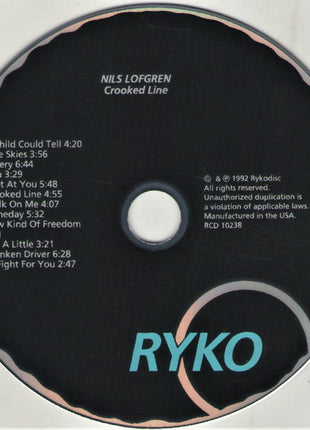 NILS LOFGREN
Crooked Line
hild Could Tell 4:20
e Skies 3:56
ery 6:44
u 3:29
t At You 5:48
ooked Line 4:55
lk On Me 4:07
meday 5:32
w Kind Of Freedom
A Little 3:21
nken Driver 6:28
Fight For You 2:47
© & ℗ 1992 Rykodisc
All rights reserved.
Unauthorized duplication is
a violation of applicable laws.
Manufactured in the USA.
RCD 10238
RYKO